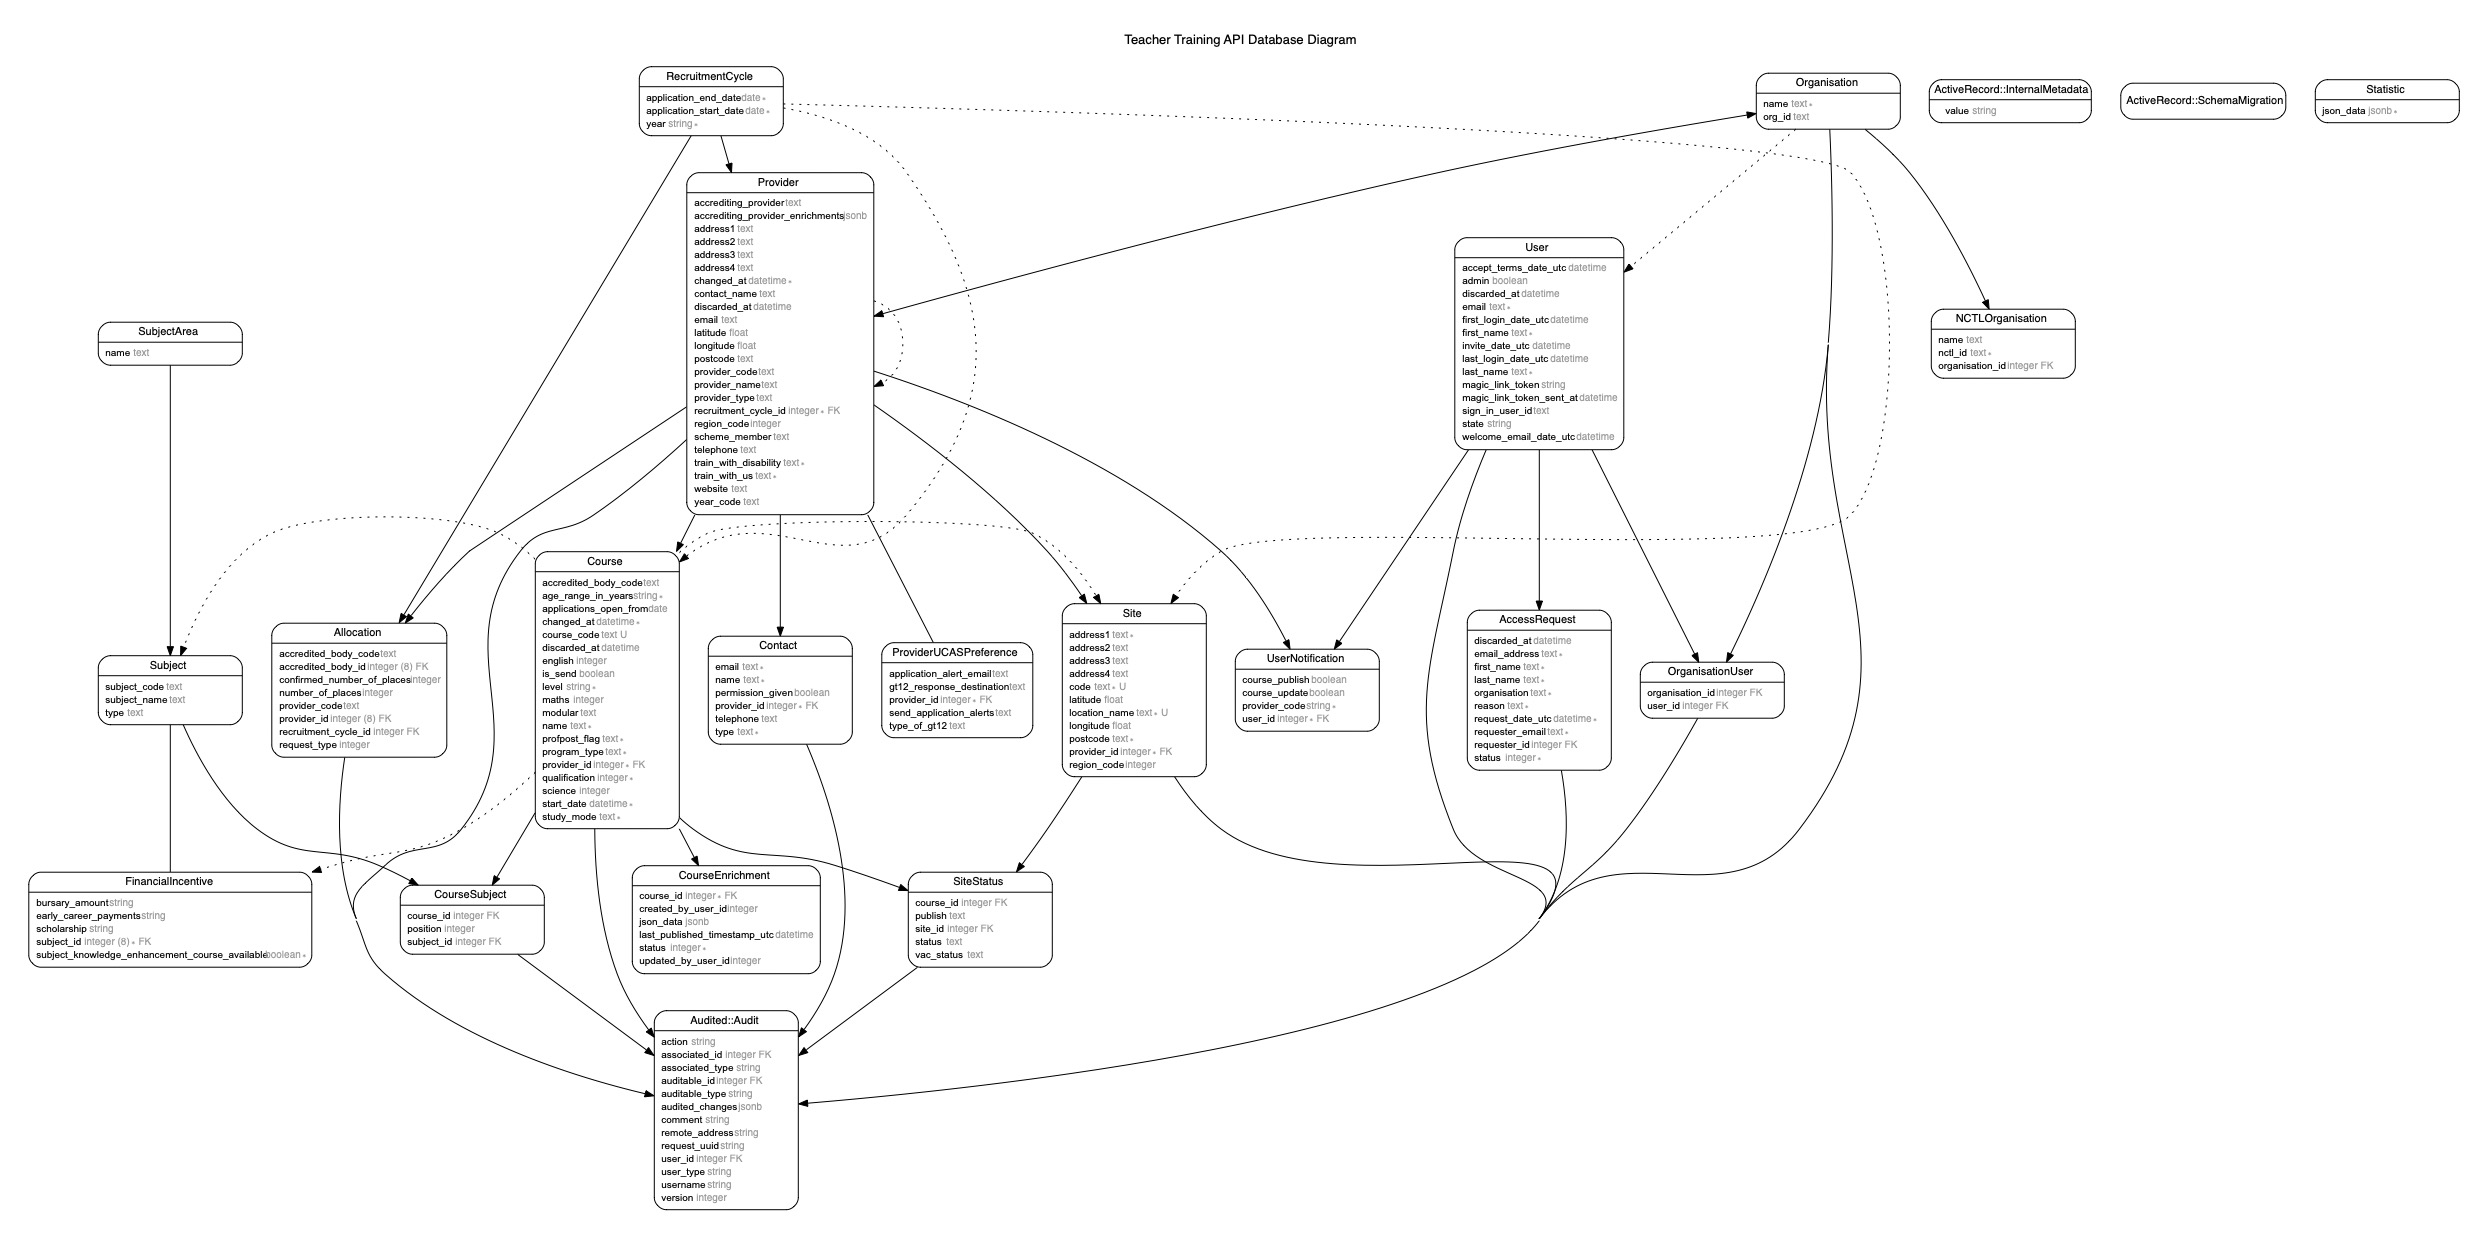 Teacher Training API Database Diagram
RecruitmentCycle
application_end_date date ∗
application_start_date date ∗
year string ∗
Organisation
name text ∗
org_id text
ActiveRecord::InternalMetadata
value string
ActiveRecord::SchemaMigration
Statistic
json_data jsonb ∗
Provider
accrediting_provider text
accrediting_provider_enrichments jsonb
address1 text
address2 text
address3 text
address4 text
changed_at datetime ∗
contact_name text
discarded_at datetime
email text
latitude float
longitude float
postcode text
provider_code text
provider_name text
provider_type text
recruitment_cycle_id integer ∗ FK
region_code integer
scheme_member text
telephone text
train_with_disability text ∗
train_with_us text ∗
website text
year_code text
User
accept_terms_date_utc datetime
admin boolean
discarded_at datetime
email text ∗
first_login_date_utc datetime
first_name text ∗
invite_date_utc datetime
last_login_date_utc datetime
last_name text ∗
magic_link_token string
magic_link_token_sent_at datetime
sign_in_user_id text
state string
welcome_email_date_utc datetime
NCTLOrganisation
name text
nctl_id text ∗
organisation_id integer FK
SubjectArea
name text
Subject
subject_code text
subject_name text
type text
Allocation
accredited_body_code text
accredited_body_id integer (8) FK
confirmed_number_of_places integer
number_of_places integer
provider_code text
provider_id integer (8) FK
recruitment_cycle_id integer FK
request_type integer
Course
accredited_body_code text
age_range_in_years string ∗
applications_open_from date
changed_at datetime ∗
course_code text U
discarded_at datetime
english integer
is_send boolean
level string ∗
maths integer
modular text
name text ∗
profpost_flag text ∗
program_type text ∗
provider_id integer ∗ FK
qualification integer ∗
science integer
start_date datetime ∗
study_mode text ∗
Contact
email text ∗
name text ∗
permission_given boolean
provider_id integer ∗ FK
telephone text
type text ∗
ProviderUCASPreference
application_alert_email text
gt12_response_destination text
provider_id integer ∗ FK
send_application_alerts text
type_of_gt12 text
Site
address1 text ∗
address2 text
address3 text
address4 text
code text ∗ U
latitude float
location_name text ∗ U
longitude float
postcode text ∗
provider_id integer ∗ FK
region_code integer
UserNotification
course_publish boolean
course_update boolean
provider_code string ∗
user_id integer ∗ FK
AccessRequest
discarded_at datetime
email_address text ∗
first_name text ∗
last_name text ∗
organisation text ∗
reason text ∗
request_date_utc datetime ∗
requester_email text ∗
requester_id integer FK
status integer ∗
OrganisationUser
organisation_id integer FK
user_id integer FK
FinancialIncentive
bursary_amount string
early_career_payments string
scholarship string
subject_id integer (8) ∗ FK
subject_knowledge_enhancement_course_available boolean ∗
CourseSubject
course_id integer FK
position integer
subject_id integer FK
CourseEnrichment
course_id integer ∗ FK
created_by_user_id integer
json_data jsonb
last_published_timestamp_utc datetime
status integer ∗
updated_by_user_id integer
SiteStatus
course_id integer FK
publish text
site_id integer FK
status text
vac_status text
Audited::Audit
action string
associated_id integer FK
associated_type string
auditable_id integer FK
auditable_type string
audited_changes jsonb
comment string
remote_address string
request_uuid string
user_id integer FK
user_type string
username string
version integer